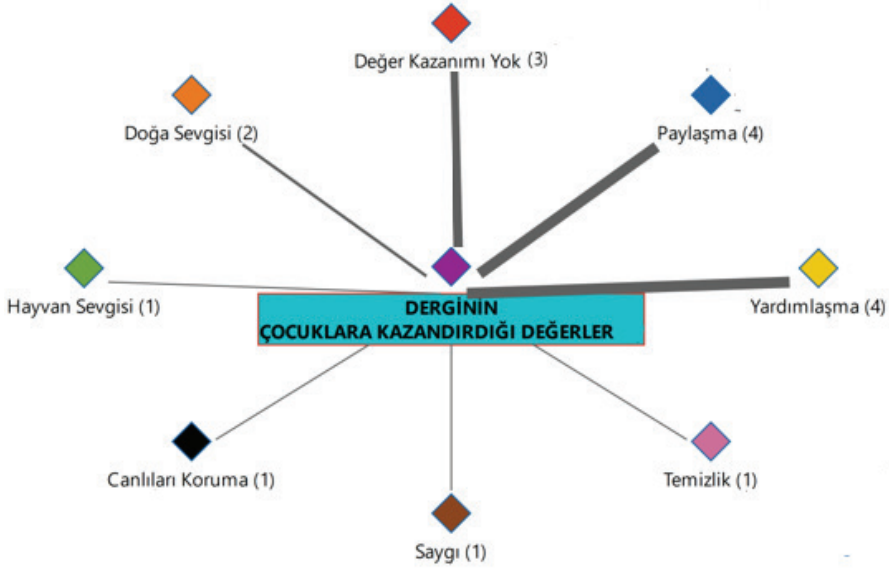 Değer Kazanımı Yok (3)
Doğa Sevgisi (2)
Paylaşma (4)
Hayvan Sevgisi (1)
DERGİNİN
ÇOCUKLARA KAZANDIRDIĞI DEĞERLER
Yardımlaşma (4)
Canlıları Koruma (1)
Temizlik (1)
Saygı (1)